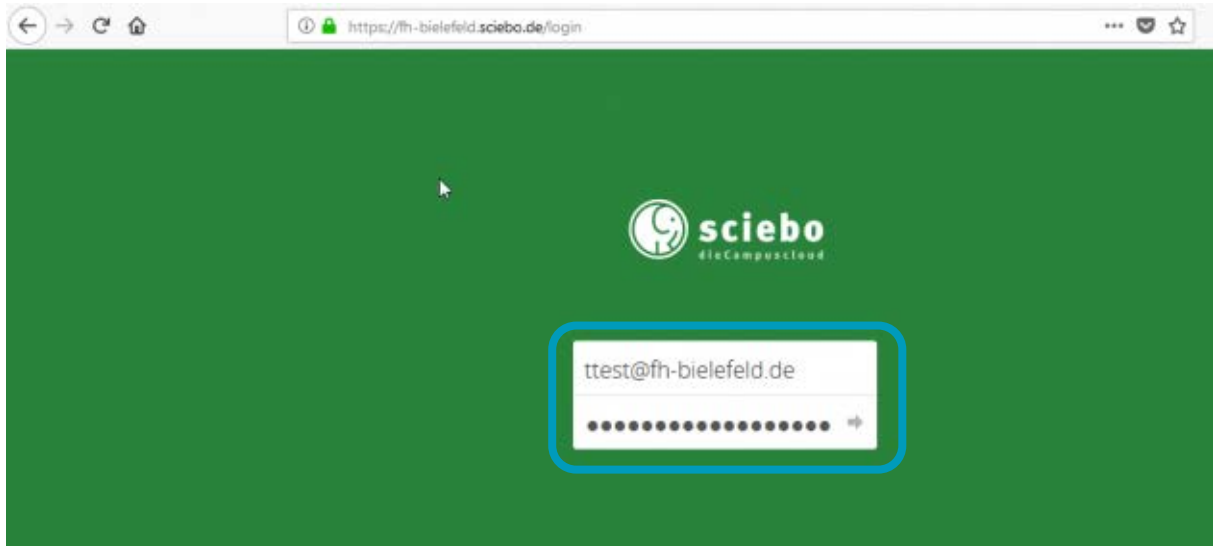 https://fh-bielefeld.sciebo.de/login
sciebo
dieCampuscloud
ttest@fh-bielefeld.de
••••••••••••••••••